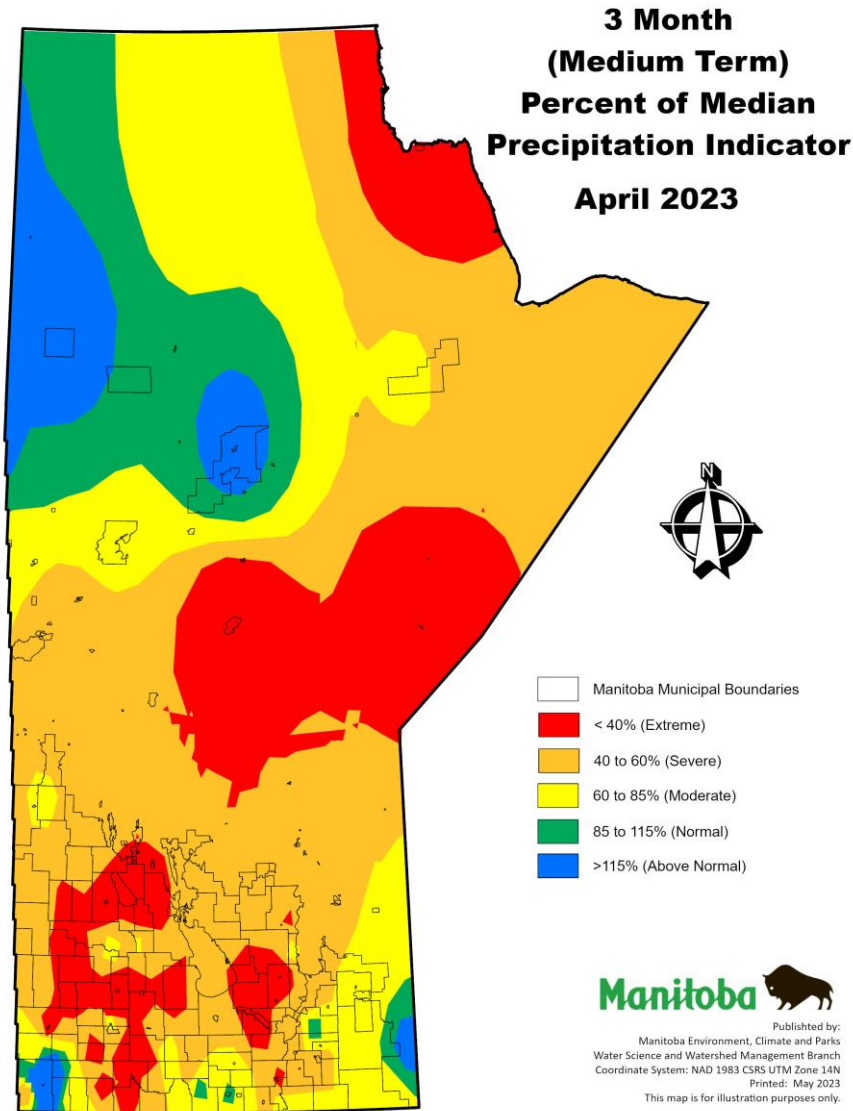 3 Month
(Medium Term)
Percent of Median
Precipitation Indicator
April 2023
N
Manitoba Municipal Boundaries
< 40% (Extreme)
40 to 60% (Severe)
60 to 85% (Moderate)
85 to 115% (Normal)
>115% (Above Normal)
Manitoba
Publishted by:
Manitoba Environment, Climate and Parks
Water Science and Watershed Management Branch
Coordinate System: NAD 1983 CSRS UTM Zone 14N
Printed: May 2023
This map is for illustration purposes only.